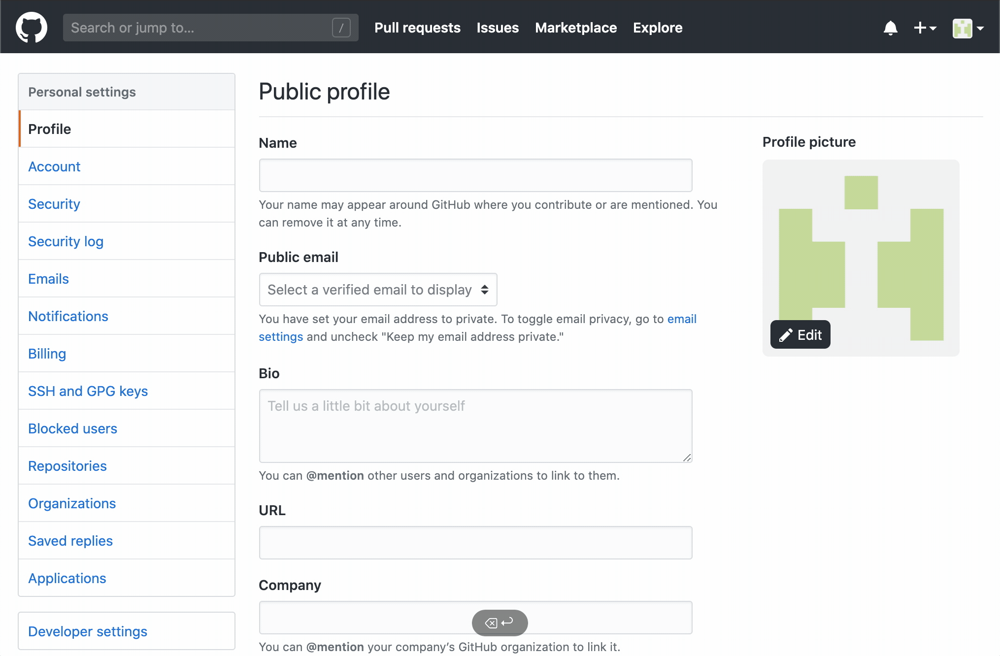 Search or jump to...
/
Pull requests
Issues
Marketplace
Explore
Personal settings
Profile
Account
Security
Security log
Emails
Notifications
Billing
SSH and GPG keys
Blocked users
Repositories
Organizations
Saved replies
Applications
Developer settings
Public profile
Name
Your name may appear around GitHub where you contribute or are mentioned. You
can remove it at any time.
Public email
Select a verified email to display
You have set your email address to private. To toggle email privacy, go to email
settings and uncheck "Keep my email address private."
Bio
Tell us a little bit about yourself
You can @mention other users and organizations to link to them.
URL
Company
You can @mention your company’s GitHub organization to link it.
Profile picture
Edit